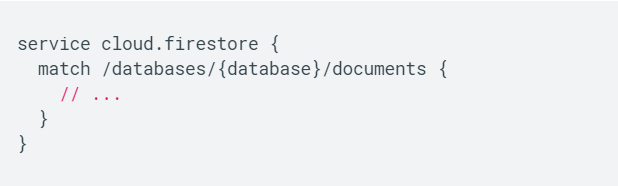 service cloud.firestore {
  match /databases/{database}/documents {
    // ...
  }
}